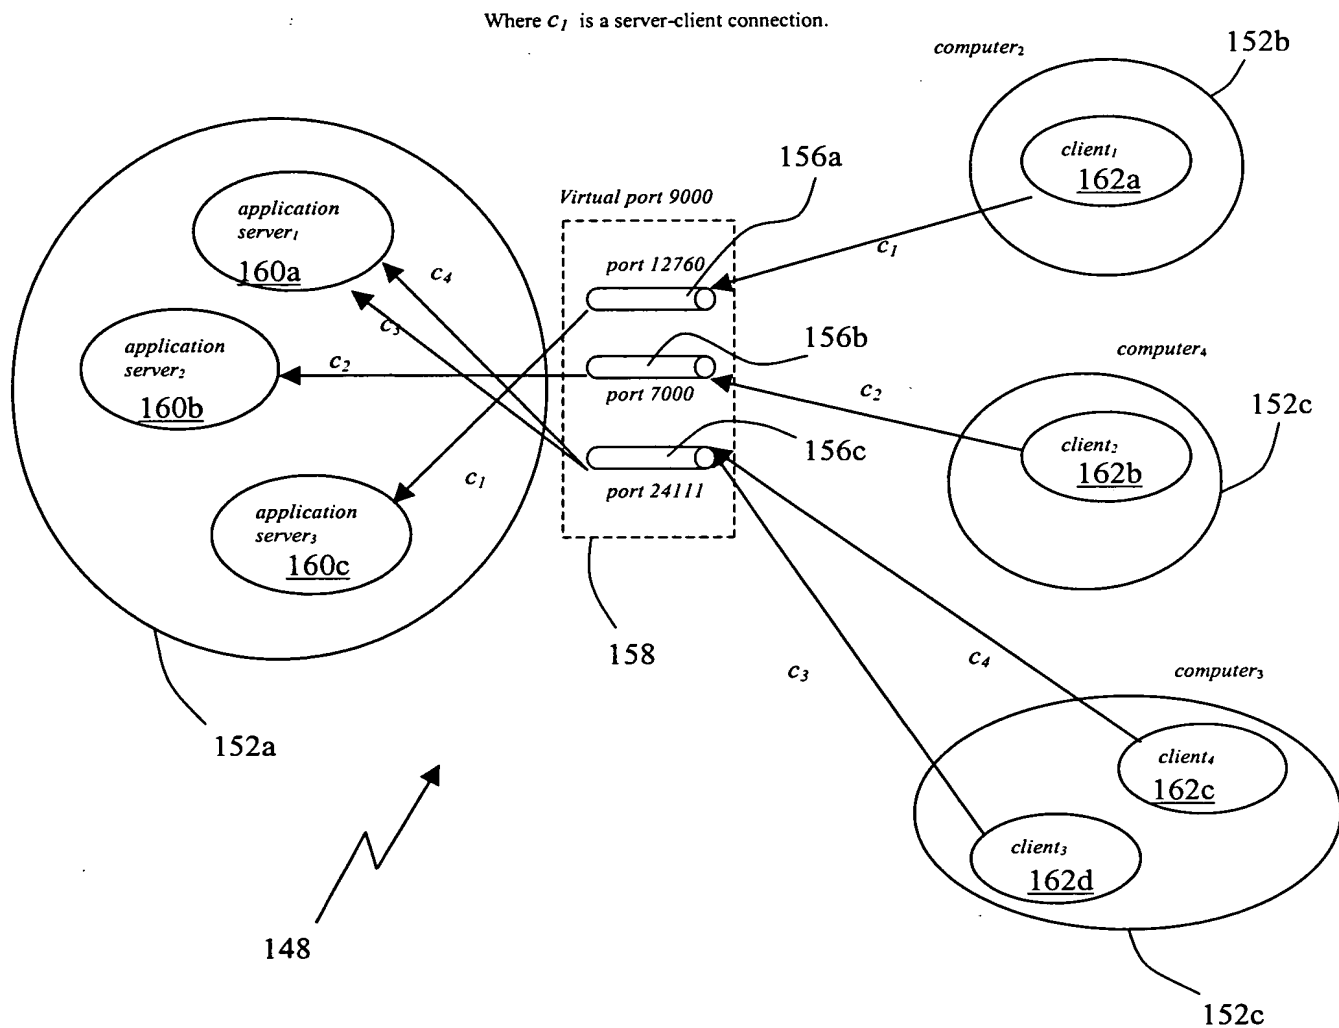 Where c₁ is a server-client connection.
computer₂
152b
client₁
162a
156a
Virtual port 9000
c₁
application
server₁
160a
c₄
port 12760
c₃
156b
computer₄
application
server₂
160b
c₂
port 7000
c₂
152c
client₂
162b
156c
c₁
port 24111
application
server₃
160c
158
c₃
c₄
computer₃
152a
client₄
162c
client₃
162d
148
152c